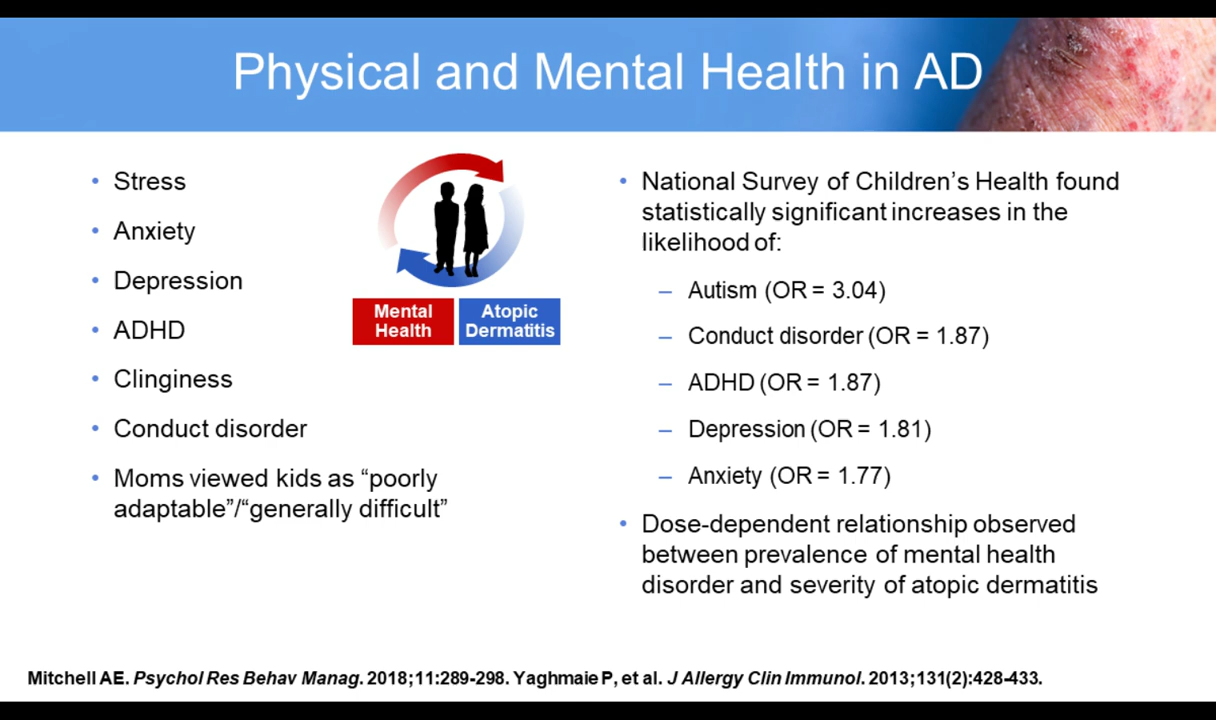 Physical and Mental Health in AD
• Stress
• Anxiety
• Depression
• ADHD
• Clinginess
• Conduct disorder
• Moms viewed kids as “poorly
adaptable”/“generally difficult”
Mental
Health
Atopic
Dermatitis
• National Survey of Children’s Health found
statistically significant increases in the
likelihood of:
– Autism (OR = 3.04)
– Conduct disorder (OR = 1.87)
– ADHD (OR = 1.87)
– Depression (OR = 1.81)
– Anxiety (OR = 1.77)
• Dose-dependent relationship observed
between prevalence of mental health
disorder and severity of atopic dermatitis
Mitchell AE. Psychol Res Behav Manag. 2018;11:289-298. Yaghmaie P, et al. J Allergy Clin Immunol. 2013;131(2):428-433.